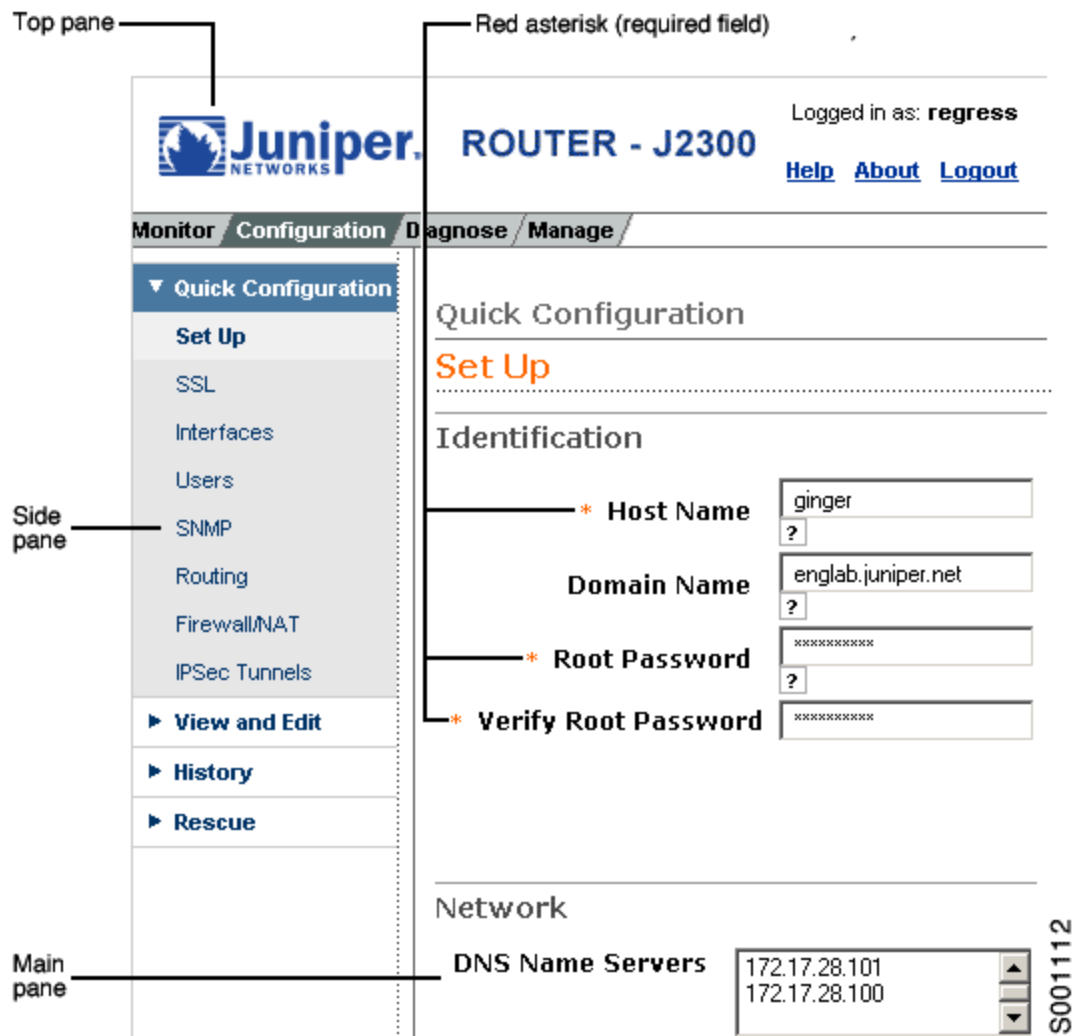 Top pane
Red asterisk (required field)
Juniper
NETWORKS
ROUTER - J2300
Logged in as: regress
Help About Logout
Monitor Configuration Diagnose Manage
Quick Configuration
Set Up
SSL
Interfaces
Users
SNMP
Routing
Firewall/NAT
IPSec Tunnels
View and Edit
History
Rescue
Side
pane
Main
pane
Quick Configuration
Set Up
Identification
* Host Name ginger
?
Domain Name englab.juniper.net
?
* Root Password **********
?
* Verify Root Password **********
Network
DNS Name Servers 172.17.28.101
172.17.28.100
S001112